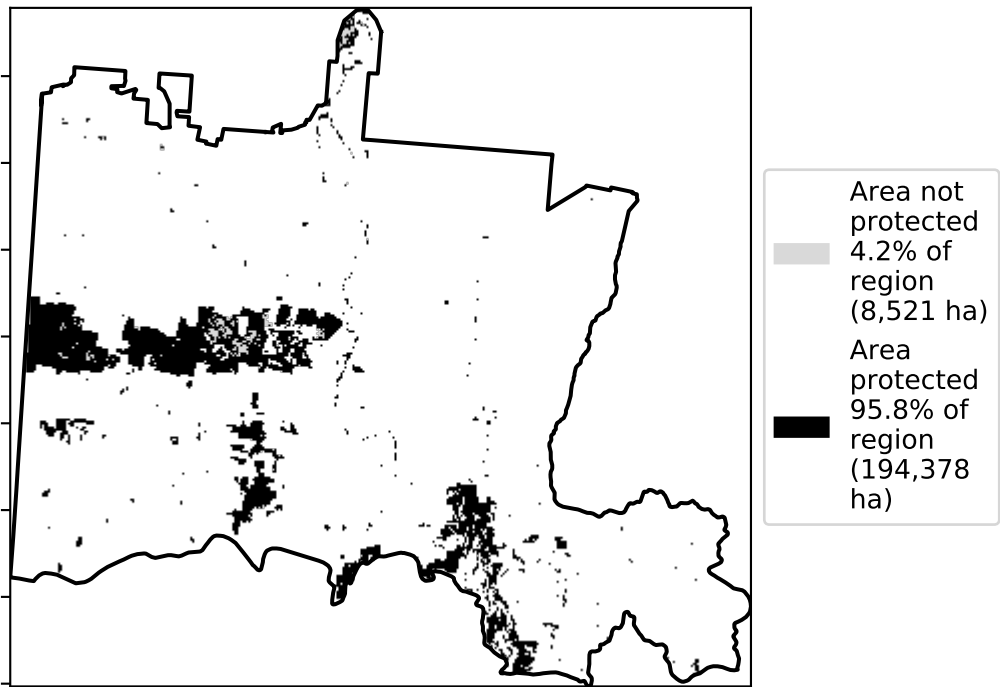 Area not
protected
4.2% of
region
(8,521 ha)
Area
protected
95.8% of
region
(194,378
ha)